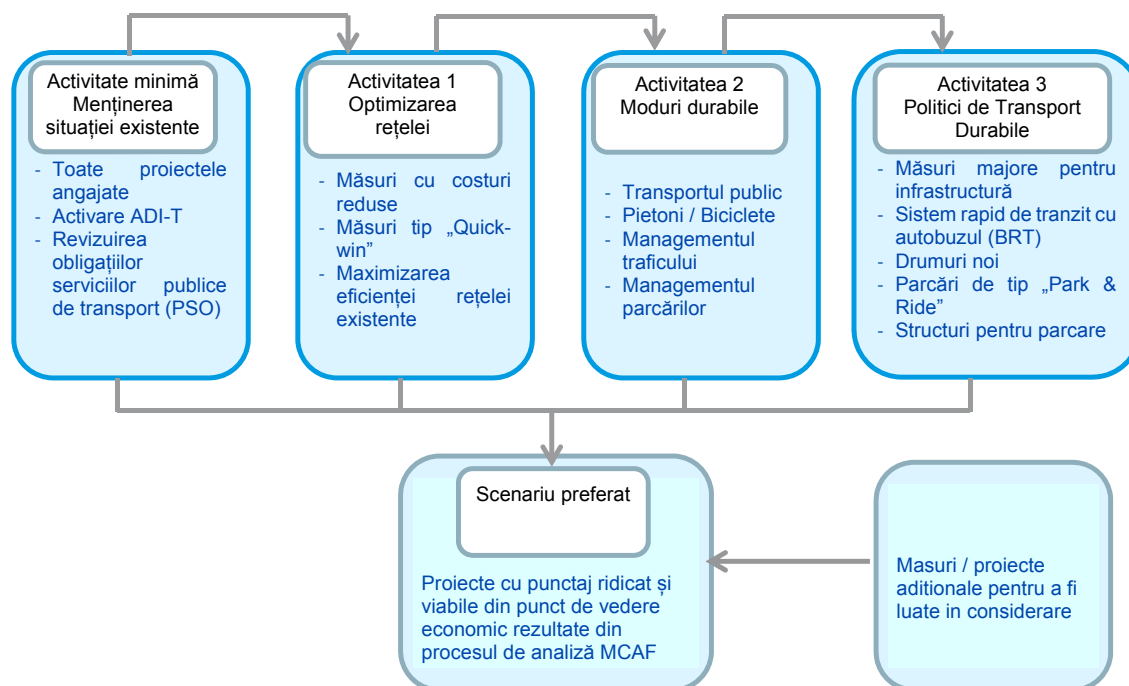 Activitate minimă
Menținerea
situației existente
- Toate proiectele
angajate
- Activare ADI-T
- Revizuirea
obligațiilor
serviciilor publice
de transport (PSO)
Activitatea 1
Optimizarea
rețelei
- Măsuri cu costuri
reduse
- Măsuri tip „Quick-
win”
- Maximizarea
eficienței rețelei
existente
Activitatea 2
Moduri durabile
- Transportul public
- Pietoni / Biciclete
- Managementul
traficului
- Managementul
parcărilor
Activitatea 3
Politici de Transport
Durabile
- Măsuri majore pentru
infrastructură
- Sistem rapid de tranzit cu
autobuzul (BRT)
- Drumuri noi
- Parcări de tip „Park &
Ride”
- Structuri pentru parcare
Scenariu preferat
Proiecte cu punctaj ridicat și
viabile din punct de vedere
economic rezultate din
procesul de analiză MCAF
Masuri / proiecte
aditionale pentru a fi
luate in considerare